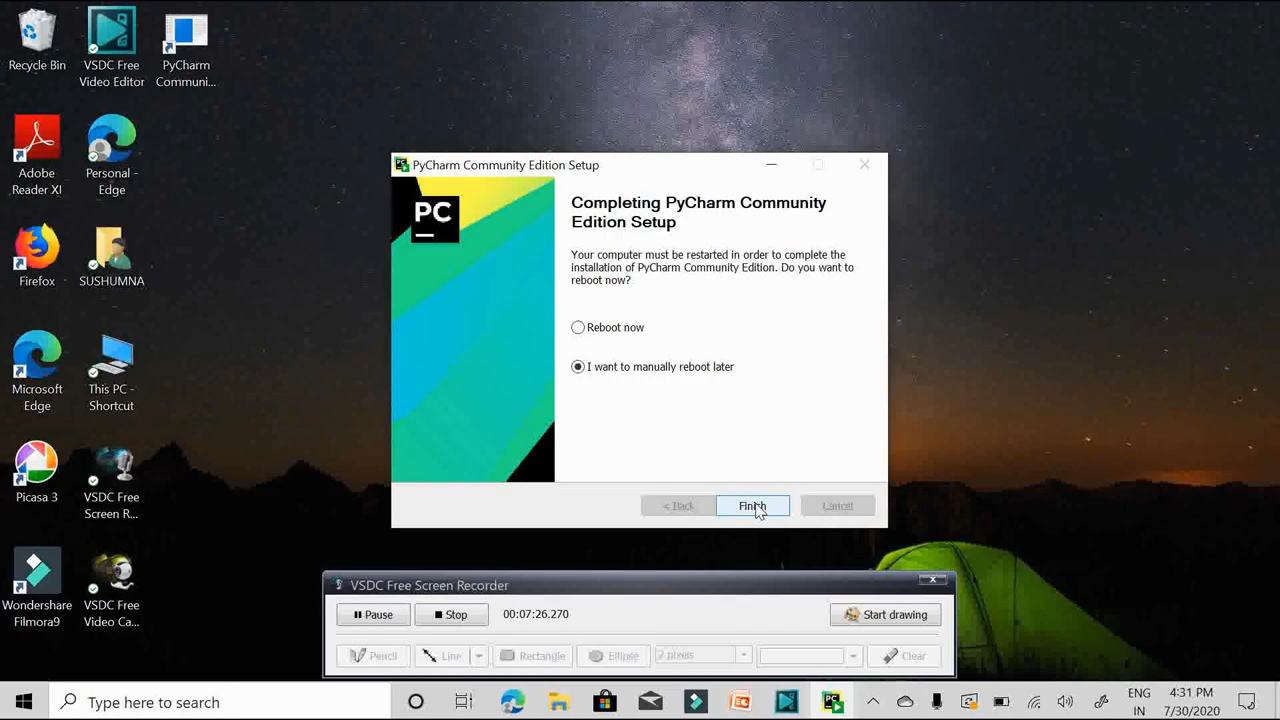 Recycle Bin
VSDC Free
Video Editor
PyCharm
Communi...
Adobe
Reader XI
Personal -
Edge
Firefox
SUSHUMNA
Microsoft
Edge
This PC -
Shortcut
Picasa 3
VSDC Free
Screen R...
Wondershare
Filmora9
VSDC Free
Video Ca...
PC PyCharm Community Edition Setup
PC
Completing PyCharm Community
Edition Setup
Your computer must be restarted in order to complete the
installation of PyCharm Community Edition. Do you want to
reboot now?
Reboot now
I want to manually reboot later
< Back Finish Cancel
VSDC Free Screen Recorder
Pause Stop 00:07:26.270 Start drawing
Pencil Line Rectangle Ellipse 2 pixels Clear
Type here to search
PC
ENG
IN
4:31 PM
7/30/2020